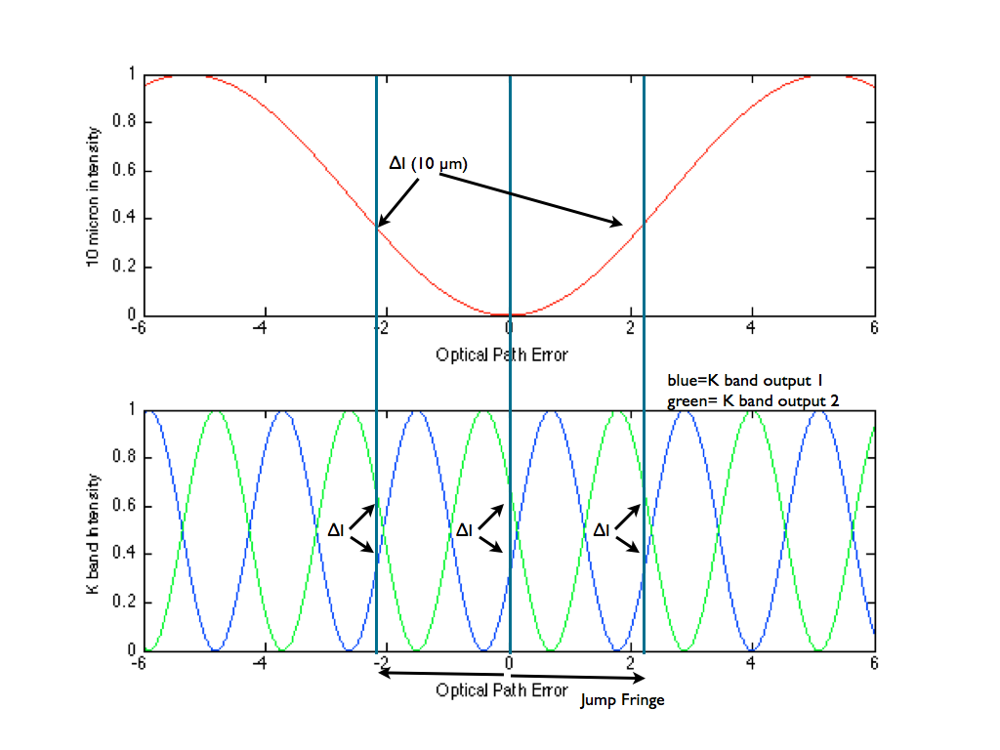 1
0.8
0.6
0.4
0.2
0
10 micron intensity
ΔI (10 µm)
-6
-4
-2
0
2
4
6
Optical Path Error
blue=K band output 1
green= K band output 2
1
0.8
0.6
0.4
0.2
0
K band Intensity
ΔI
ΔI
ΔI
-6
-4
-2
0
2
4
6
Optical Path Error
Jump Fringe